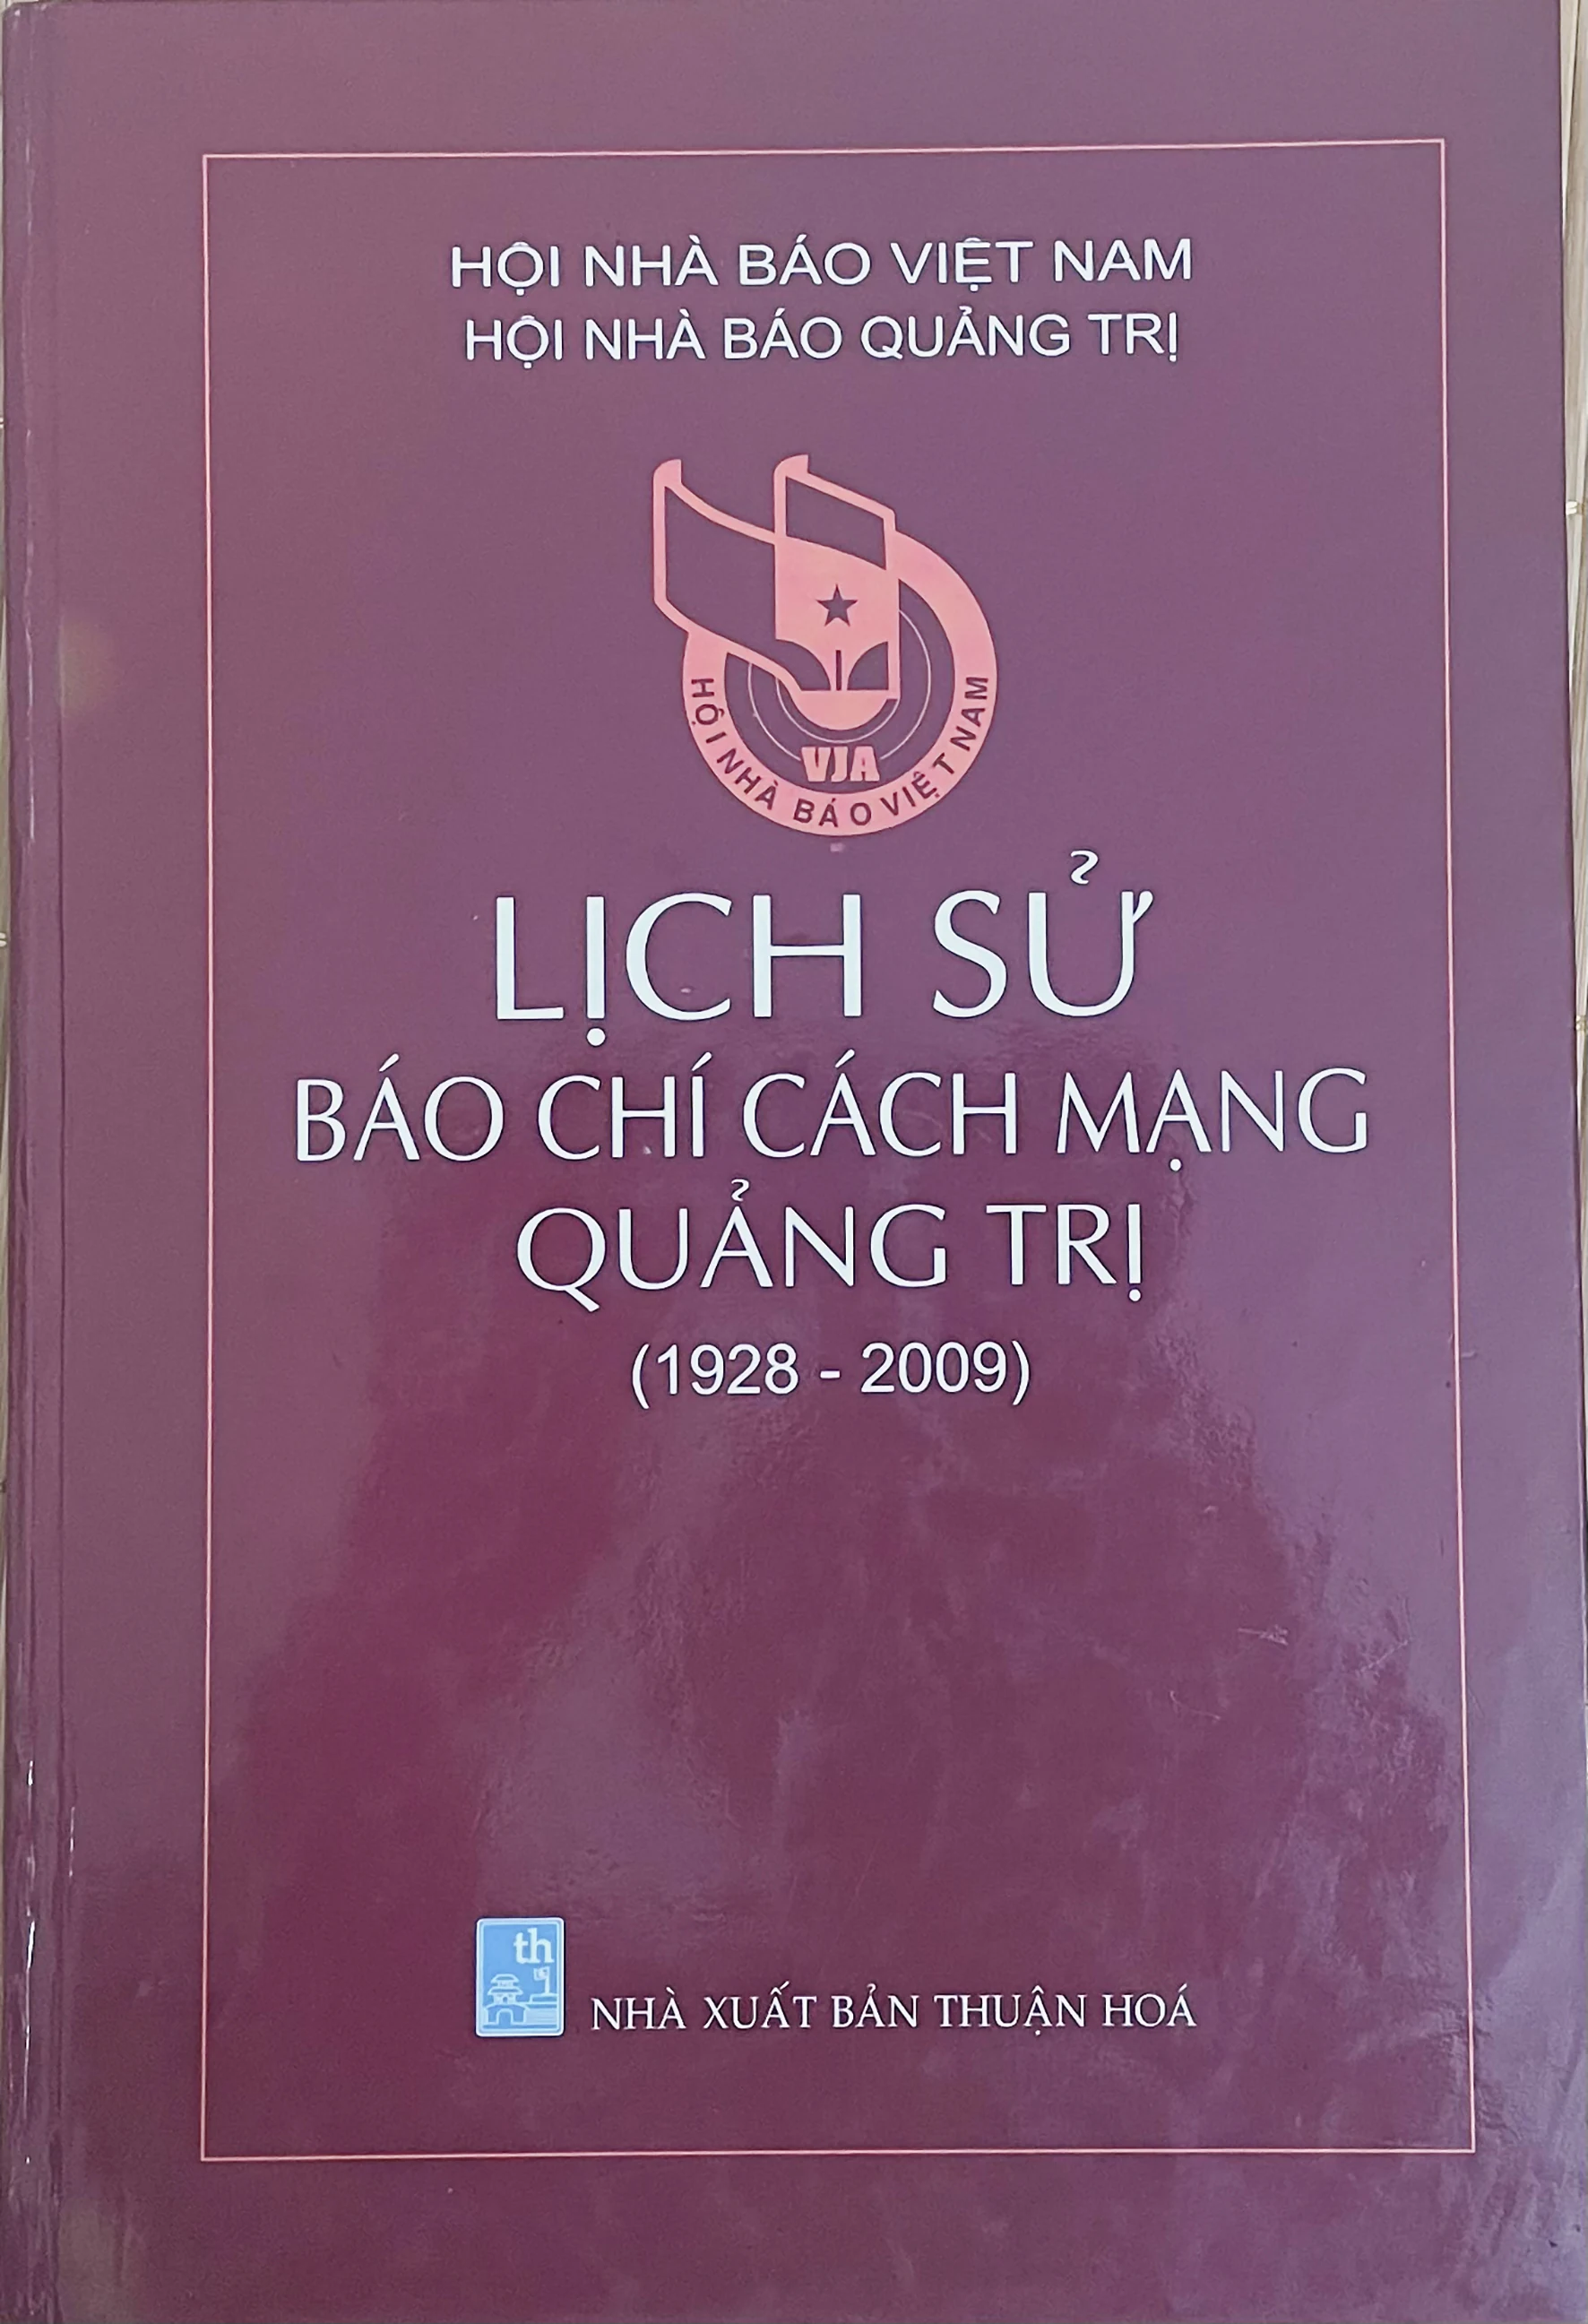 HỘI NHÀ BÁO VIỆT NAM
HỘI NHÀ BÁO QUẢNG TRỊ
VJA
HỘI NHÀ BÁO VIỆT NAM
LỊCH SỬ
BÁO CHÍ CÁCH MẠNG
QUẢNG TRỊ
(1928 - 2009)
th
NHÀ XUẤT BẢN THUẬN HOÁ